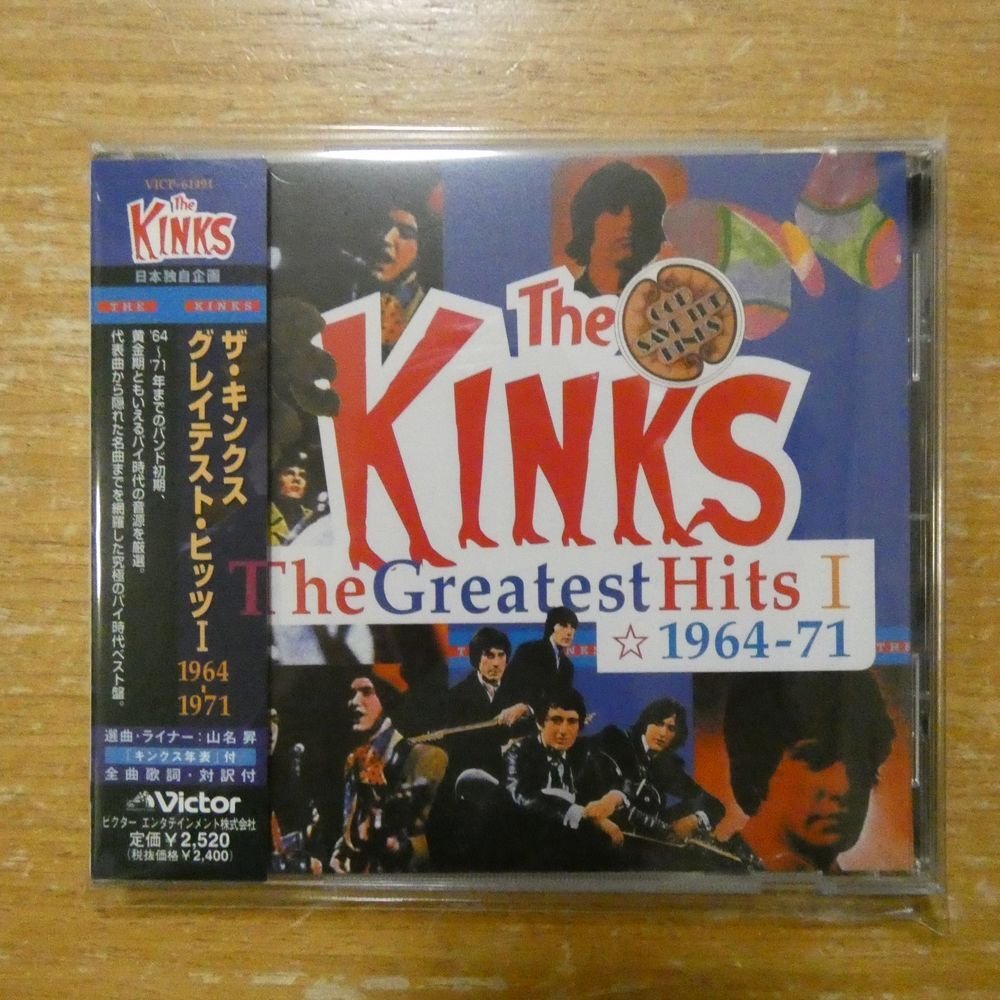 VICP-61991
The
KINKS
日本独自企画
THE KINKS
ザ・キンクス
グレイテスト・ヒッツ I
1964
-
1971
'64〜'71年までのバンド初期、
黄金期ともいえるパイ時代の音源を厳選。
代表曲から隠れた名曲までを網羅した究極のパイ時代ベスト盤。
選曲・ライナー:山名 昇
「キンクス年表」付
全曲歌詞・対訳付
Victor
ビクター エンタテインメント株式会社
定価¥2,520
(税抜価格¥2,400)
The
KINKS
GOD
SAVE THE
KINKS
The Greatest Hits I
☆ 1964-71
THE